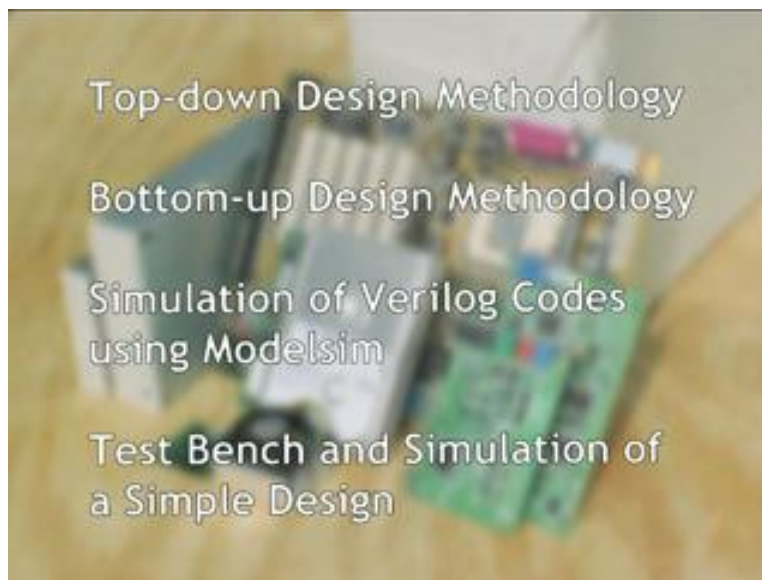 Top-down Design Methodology
Bottom-up Design Methodology
Simulation of Verilog Codes
using Modelsim
Test Bench and Simulation of
a Simple Design